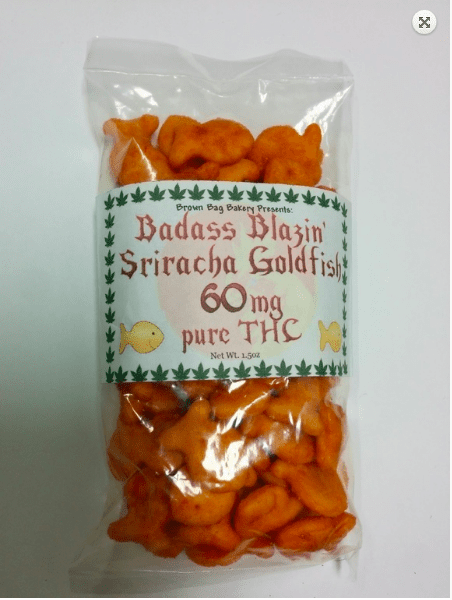 Brown Bag Bakery Presents:
Badass Blazin'
Sriracha Goldfish
60mg
pure THC
Net Wt. 1.5oz